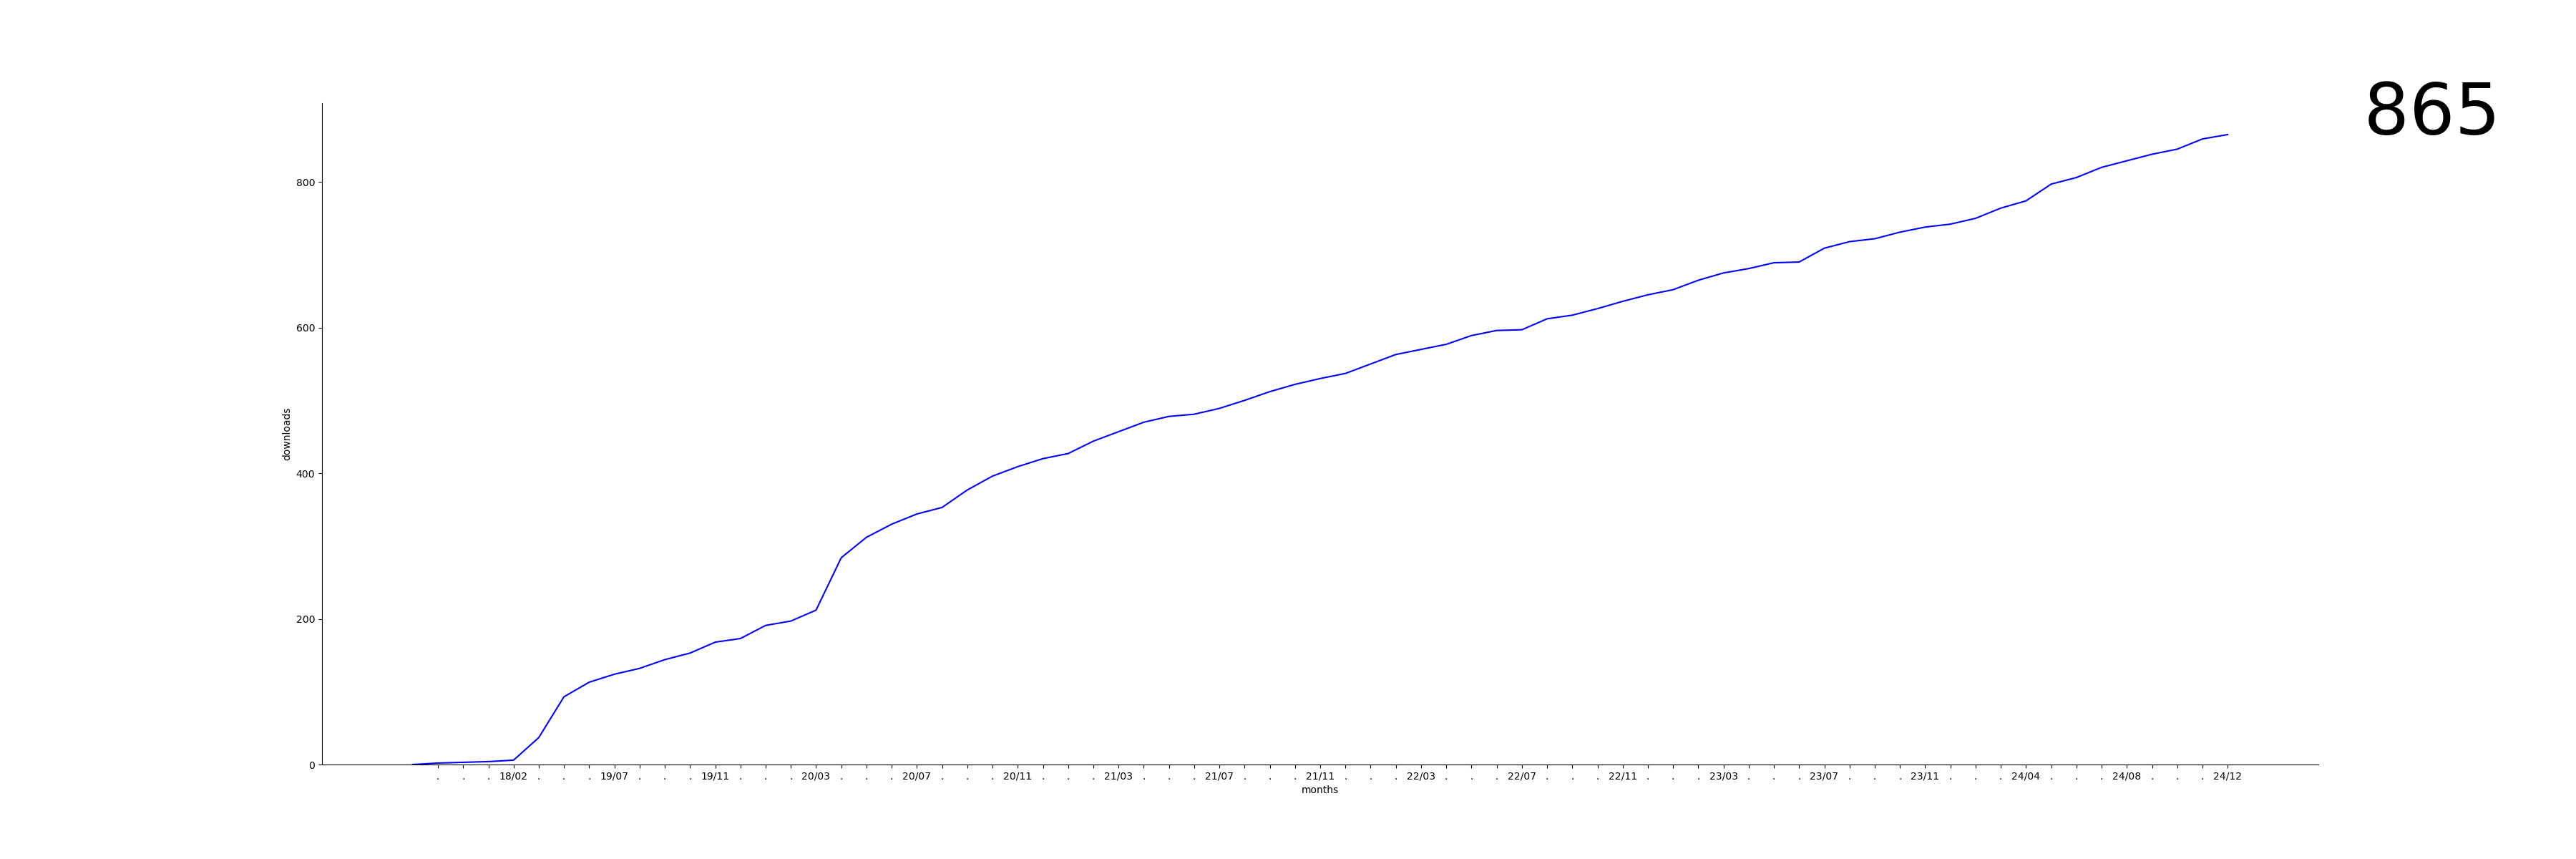 865
downloads
800
600
400
200
0
. . . 18/02 . . . 19/07 . . . 19/11 . . . 20/03 . . . 20/07 . . . 20/11 . . . 21/03 . . . 21/07 . . . 21/11 . . . 22/03 . . . 22/07 . . . 22/11 . . . 23/03 . . . 23/07 . . . 23/11 . . . 24/04 . . . 24/08 . . . 24/12
months